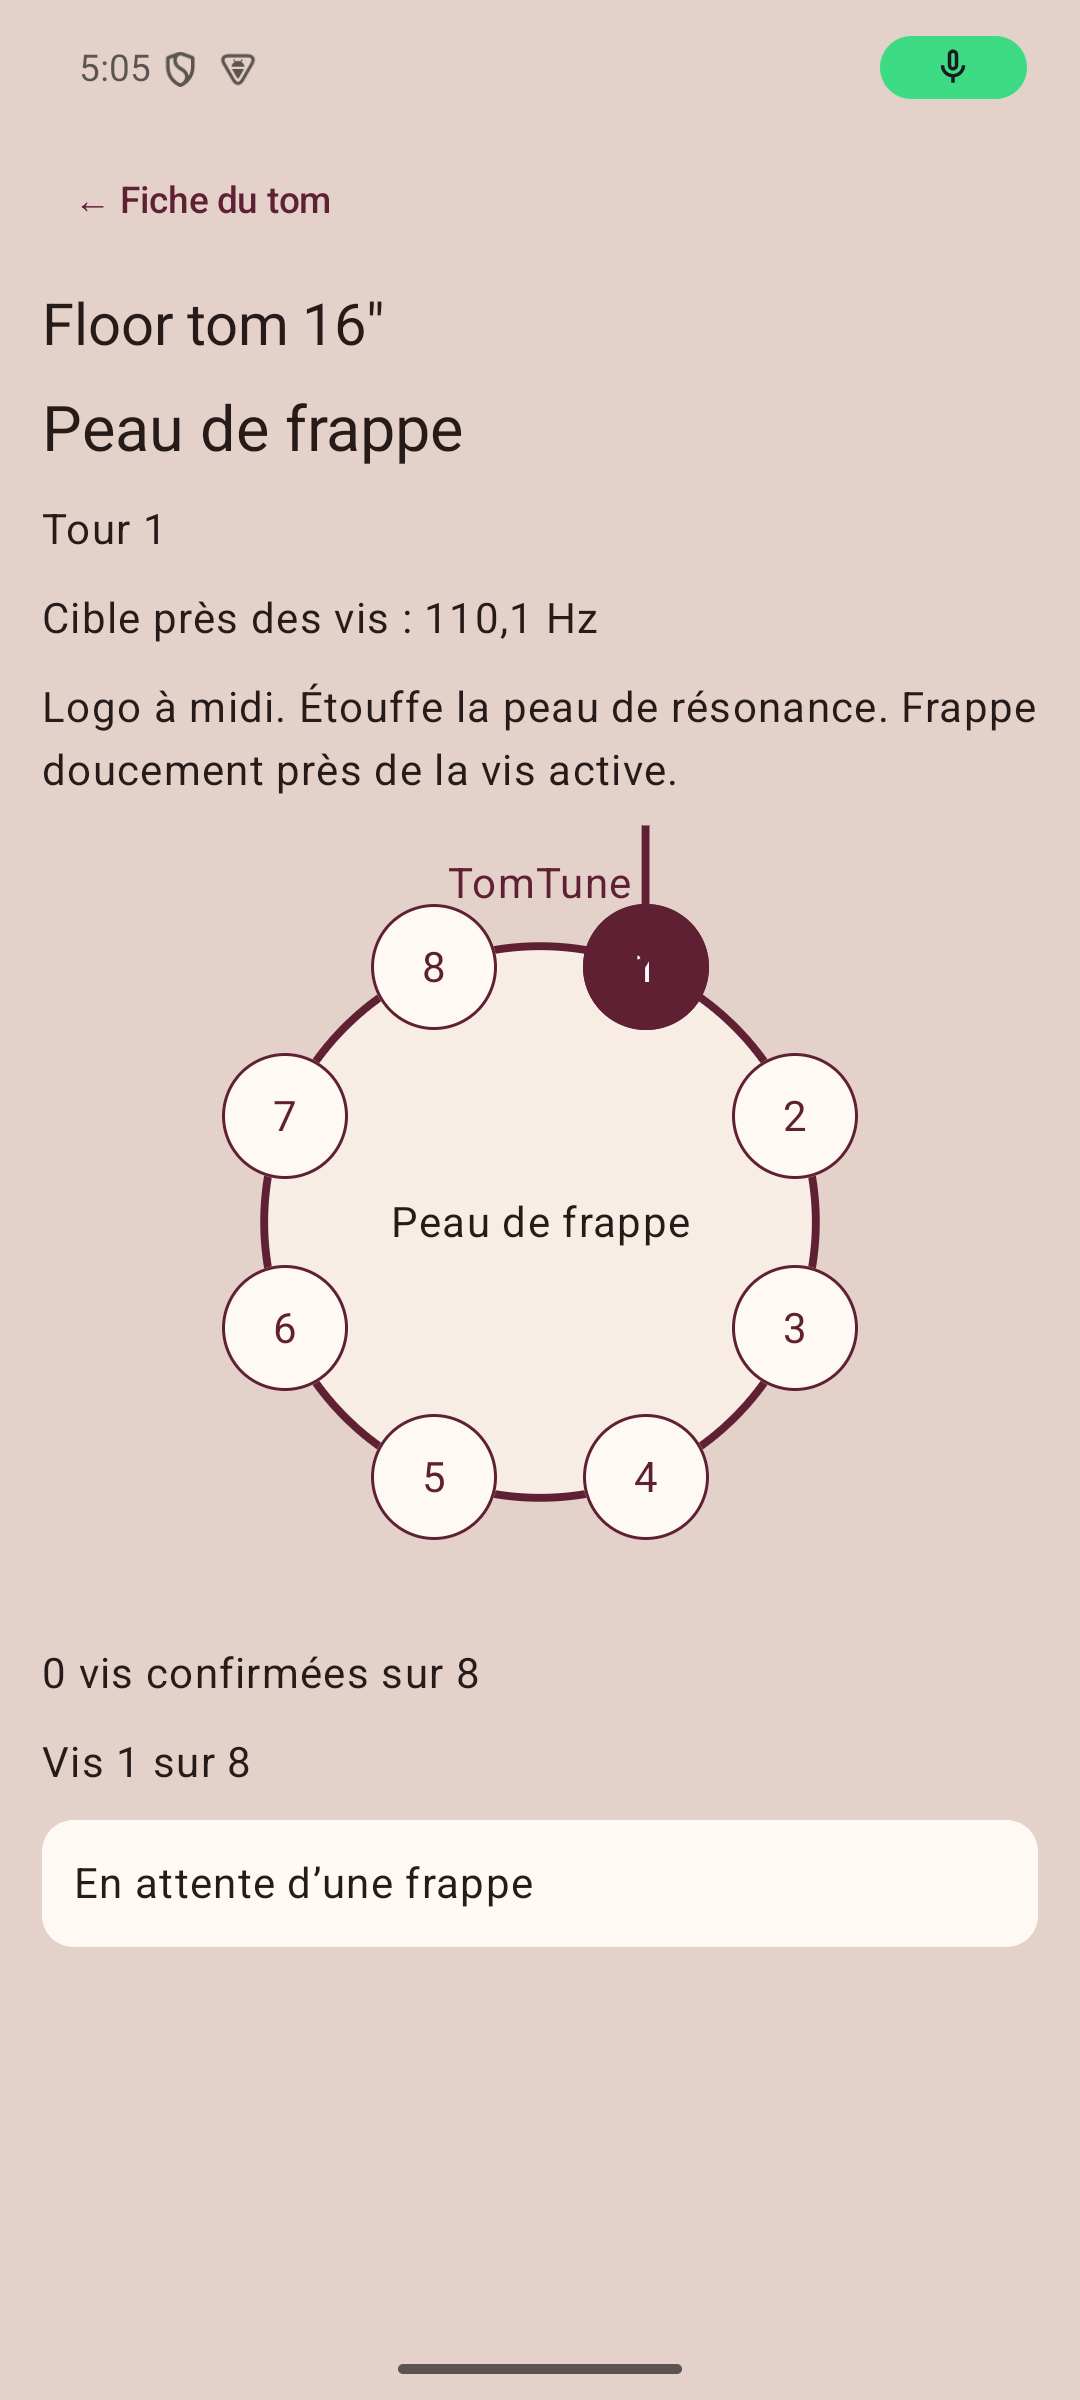 5:05
← Fiche du tom
Floor tom 16"
Peau de frappe
Tour 1
Cible près des vis : 110,1 Hz
Logo à midi. Étouffe la peau de résonance. Frappe
doucement près de la vis active.
TomTune
8 1
7 2
Peau de frappe
6 3
5 4
0 vis confirmées sur 8
Vis 1 sur 8
En attente d’une frappe